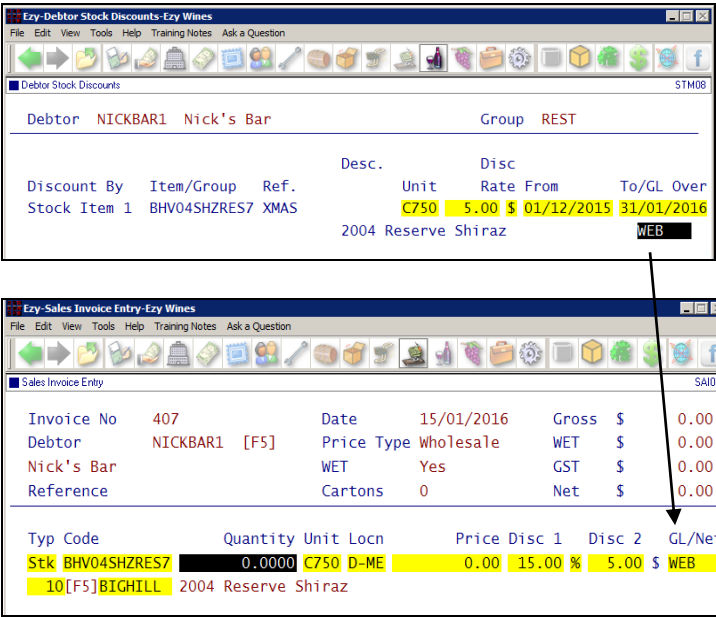 Ezy-Debtor Stock Discounts-Ezy Wines
File Edit View Tools Help Training Notes Ask a Question
Debtor Stock Discounts STM08
Debtor NICKBAR1 Nick's Bar Group REST
Desc. Disc
Discount By Item/Group Ref. Unit Rate From To/GL Over
Stock Item 1 BHV04SHZRES7 XMAS C750 5.00 $ 01/12/2015 31/01/2016
2004 Reserve Shiraz WEB
Ezy-Sales Invoice Entry-Ezy Wines
File Edit View Tools Help Training Notes Ask a Question
Sales Invoice Entry SAI0
Invoice No 407 Date 15/01/2016 Gross $ 0.00
Debtor NICKBAR1 [F5] Price Type Wholesale WET $ 0.00
Nick's Bar WET Yes GST $ 0.00
Reference Cartons 0 Net $ 0.00
Typ Code Quantity Unit Locn Price Disc 1 Disc 2 GL/Net
Stk BHV04SHZRES7 0.0000 C750 D-ME 0.00 15.00 % 5.00 $ WEB
10[F5]BIGHILL 2004 Reserve Shiraz